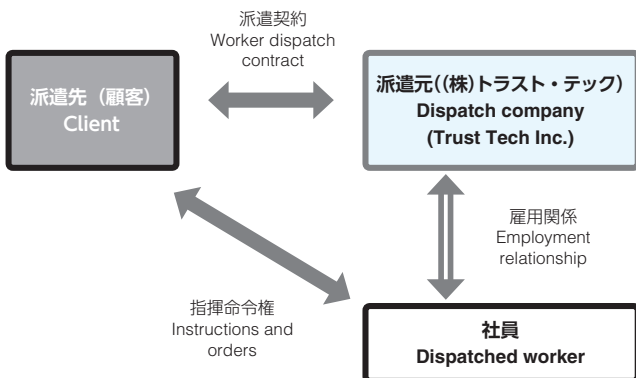 派遣契約
Worker dispatch
contract
派遣先（顧客）
Client
派遣元((株)トラスト・テック)
Dispatch company
(Trust Tech Inc.)
雇用関係
Employment
relationship
指揮命令権
Instructions and
orders
社員
Dispatched worker